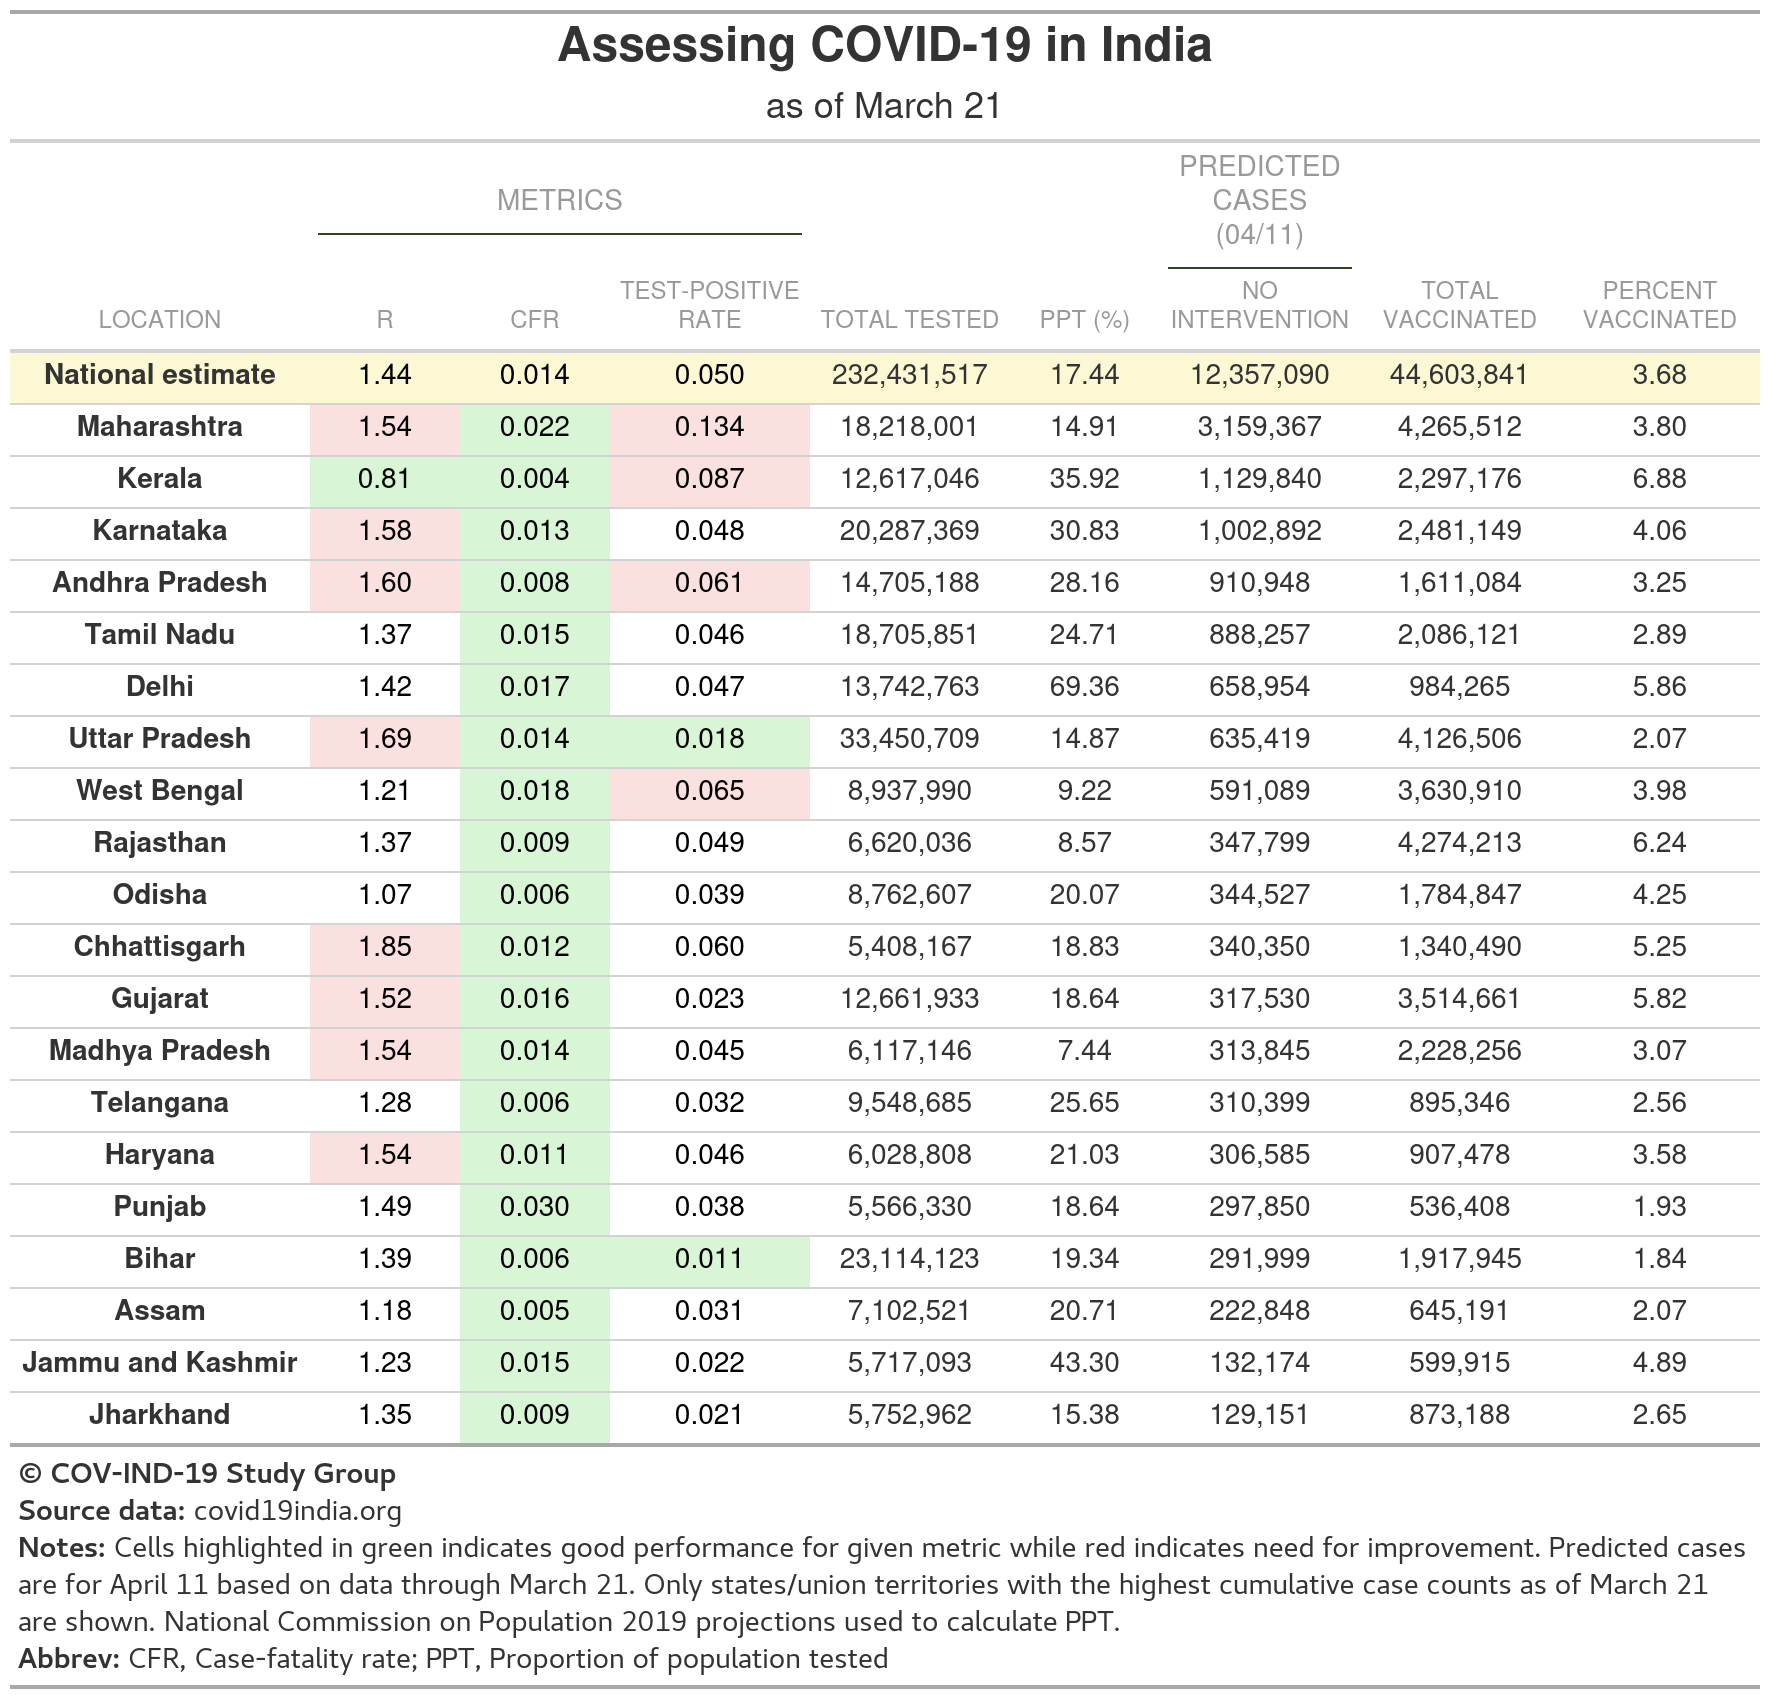 Assessing COVID-19 in India
as of March 21
METRICS
PREDICTED
CASES
(04/11)
LOCATION R CFR TEST-POSITIVE RATE TOTAL TESTED PPT (%) NO INTERVENTION TOTAL VACCINATED PERCENT VACCINATED
National estimate 1.44 0.014 0.050 232,431,517 17.44 12,357,090 44,603,841 3.68
Maharashtra 1.54 0.022 0.134 18,218,001 14.91 3,159,367 4,265,512 3.80
Kerala 0.81 0.004 0.087 12,617,046 35.92 1,129,840 2,297,176 6.88
Karnataka 1.58 0.013 0.048 20,287,369 30.83 1,002,892 2,481,149 4.06
Andhra Pradesh 1.60 0.008 0.061 14,705,188 28.16 910,948 1,611,084 3.25
Tamil Nadu 1.37 0.015 0.046 18,705,851 24.71 888,257 2,086,121 2.89
Delhi 1.42 0.017 0.047 13,742,763 69.36 658,954 984,265 5.86
Uttar Pradesh 1.69 0.014 0.018 33,450,709 14.87 635,419 4,126,506 2.07
West Bengal 1.21 0.018 0.065 8,937,990 9.22 591,089 3,630,910 3.98
Rajasthan 1.37 0.009 0.049 6,620,036 8.57 347,799 4,274,213 6.24
Odisha 1.07 0.006 0.039 8,762,607 20.07 344,527 1,784,847 4.25
Chhattisgarh 1.85 0.012 0.060 5,408,167 18.83 340,350 1,340,490 5.25
Gujarat 1.52 0.016 0.023 12,661,933 18.64 317,530 3,514,661 5.82
Madhya Pradesh 1.54 0.014 0.045 6,117,146 7.44 313,845 2,228,256 3.07
Telangana 1.28 0.006 0.032 9,548,685 25.65 310,399 895,346 2.56
Haryana 1.54 0.011 0.046 6,028,808 21.03 306,585 907,478 3.58
Punjab 1.49 0.030 0.038 5,566,330 18.64 297,850 536,408 1.93
Bihar 1.39 0.006 0.011 23,114,123 19.34 291,999 1,917,945 1.84
Assam 1.18 0.005 0.031 7,102,521 20.71 222,848 645,191 2.07
Jammu and Kashmir 1.23 0.015 0.022 5,717,093 43.30 132,174 599,915 4.89
Jharkhand 1.35 0.009 0.021 5,752,962 15.38 129,151 873,188 2.65
© COV-IND-19 Study Group
Source data: covid19india.org
Notes: Cells highlighted in green indicates good performance for given metric while red indicates need for improvement. Predicted cases
are for April 11 based on data through March 21. Only states/union territories with the highest cumulative case counts as of March 21
are shown. National Commission on Population 2019 projections used to calculate PPT.
Abbrev: CFR, Case-fatality rate; PPT, Proportion of population tested